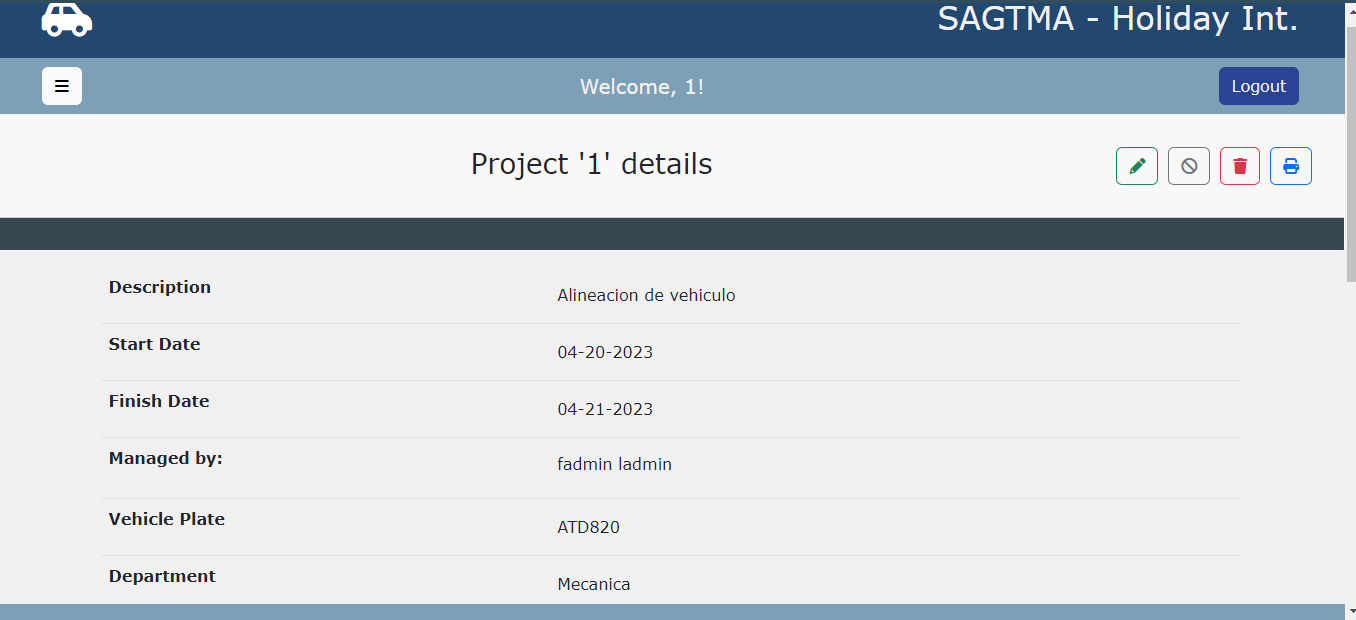 SAGTMA - Holiday Int.
Welcome, 1!
Logout
Project '1' details
Description
Alineacion de vehiculo
Start Date
04-20-2023
Finish Date
04-21-2023
Managed by:
fadmin ladmin
Vehicle Plate
ATD820
Department
Mecanica